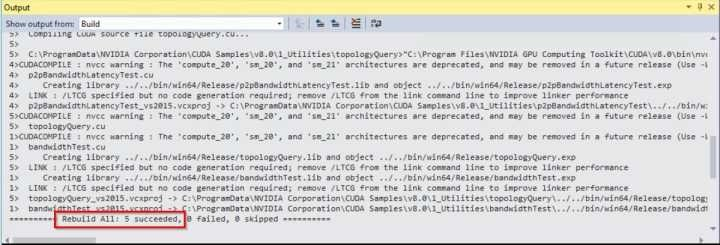 Output
Show output from: Build
5> Compiling CUDA source file topologyQuery.cu...
5>
5> C:\ProgramData\NVIDIA Corporation\CUDA Samples\v8.0\1_Utilities\topologyQuery>"C:\Program Files\NVIDIA GPU Computing Toolkit\CUDA\v8.0\bin\nv
4>CUDACOMPILE : nvcc warning : The 'compute_20', 'sm_20', and 'sm_21' architectures are deprecated, and may be removed in a future release (Use -W
4> p2pBandwidthLatencyTest.cu
4> Creating library ../../bin/win64/Release/p2pBandwidthLatencyTest.lib and object ../../bin/win64/Release/p2pBandwidthLatencyTest.exp
4> LINK : /LTCG specified but no code generation required; remove /LTCG from the link command line to improve linker performance
4> p2pBandwidthLatencyTest_vs2015.vcxproj -> C:\ProgramData\NVIDIA Corporation\CUDA Samples\v8.0\1_Utilities\p2pBandwidthLatencyTest\../../bin/w
5>CUDACOMPILE : nvcc warning : The 'compute_20', 'sm_20', and 'sm_21' architectures are deprecated, and may be removed in a future release (Use -W
5> topologyQuery.cu
1>CUDACOMPILE : nvcc warning : The 'compute_20', 'sm_20', and 'sm_21' architectures are deprecated, and may be removed in a future release (Use -W
1> bandwidthTest.cu
5> Creating library ../../bin/win64/Release/topologyQuery.lib and object ../../bin/win64/Release/topologyQuery.exp
5> LINK : /LTCG specified but no code generation required; remove /LTCG from the link command line to improve linker performance
1> Creating library ../../bin/win64/Release/bandwidthTest.lib and object ../../bin/win64/Release/bandwidthTest.exp
1> LINK : /LTCG specified but no code generation required; remove /LTCG from the link command line to improve linker performance
5> topologyQuery_vs2015.vcxproj -> C:\ProgramData\NVIDIA Corporation\CUDA Samples\v8.0\1_Utilities\topologyQuery\../../bin/win64/Release/topolog
1> bandwidthTest_vs2015.vcxproj -> C:\ProgramData\NVIDIA Corporation\CUDA Samples\v8.0\1_Utilities\bandwidthTest\../../bin/win64/Release/bandwidt
========== Rebuild All: 5 succeeded, 0 failed, 0 skipped ==========